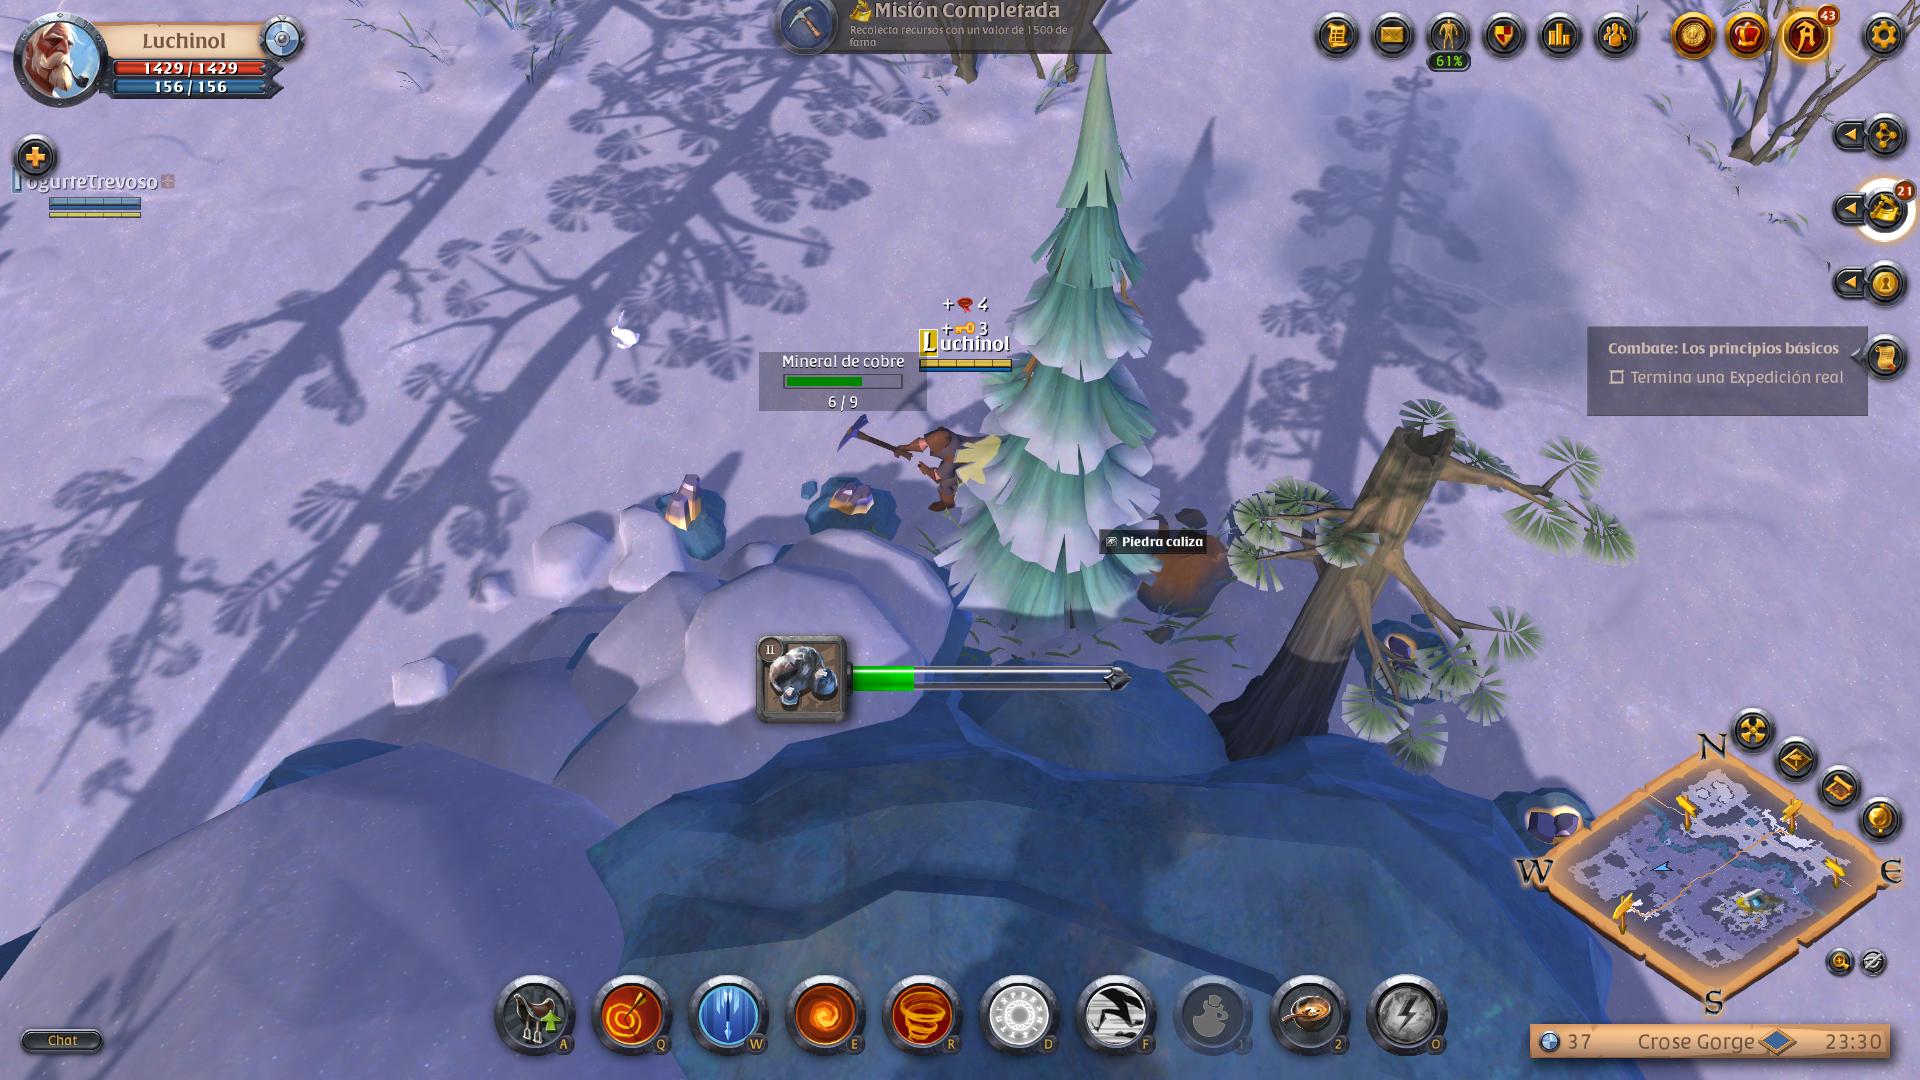 Luchinol
1429 / 1429
156 / 156
Misión Completada
Recolecta recursos con un valor de 1500 de
fama
61%
43
ogurteTrevoso
21
+ 4
+ 3
Luchinol
Mineral de cobre
6 / 9
Combate: Los principios básicos
Termina una Expedición real
Piedra caliza
II
N
W
E
S
A
Q
W
E
R
D
F
1
2
O
Chat
37
Crose Gorge
23:30